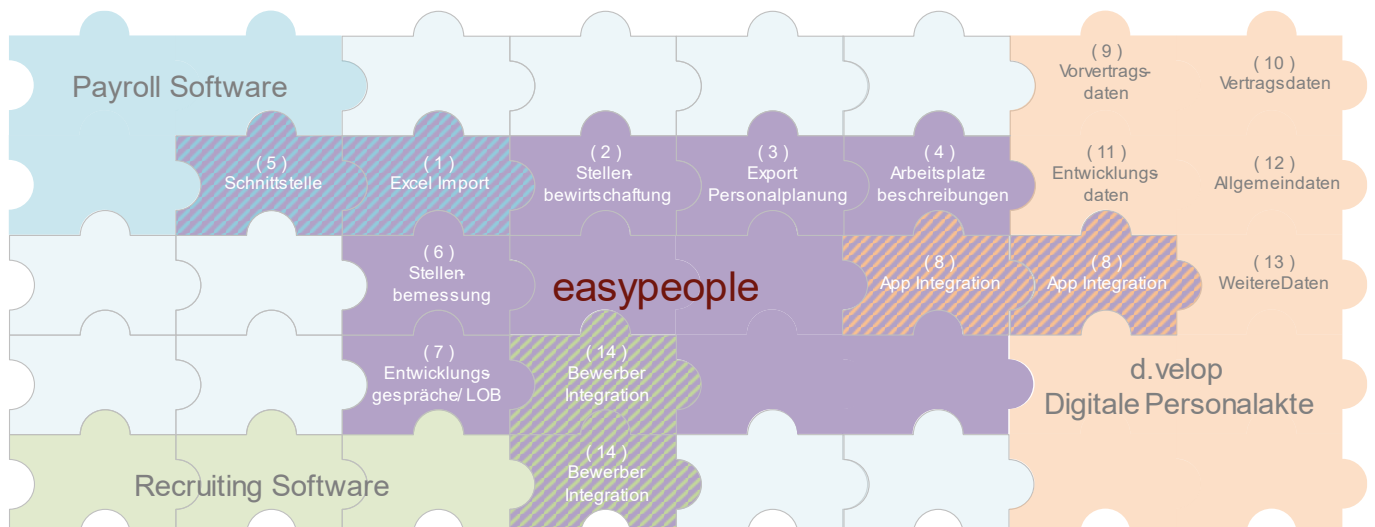 Payroll Software
( 9 )
Vorvertrags-
daten
( 10 )
Vertragsdaten
( 5 )
Schnittstelle
( 1 )
Excel Import
( 2 )
Stellen-
bewirtschaftung
( 3 )
Export
Personalplanung
( 4 )
Arbeitsplatz-
beschreibungen
( 11 )
Entwicklungs-
daten
( 12 )
Allgemeindaten
( 6 )
Stellen-
bemessung
easypeople
( 8 )
App Integration
( 8 )
App Integration
( 13 )
WeitereDaten
( 7 )
Entwicklungs-
gespräche/ LOB
( 14 )
Bewerber
Integration
d.velop
Digitale Personalakte
Recruiting Software
( 14 )
Bewerber
Integration